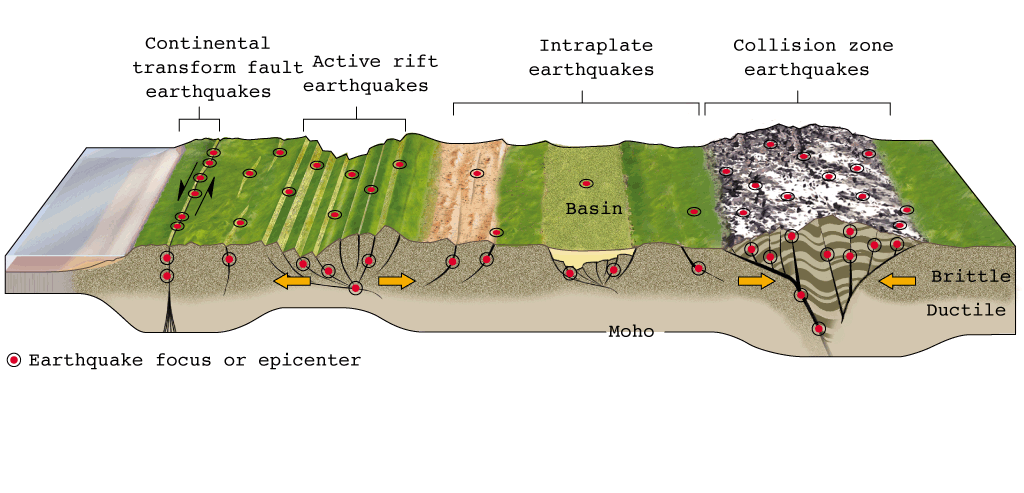 Continental
transform fault
earthquakes
Active rift
earthquakes
Intraplate
earthquakes
Collision zone
earthquakes
Basin
Brittle
Ductile
Moho
Earthquake focus or epicenter